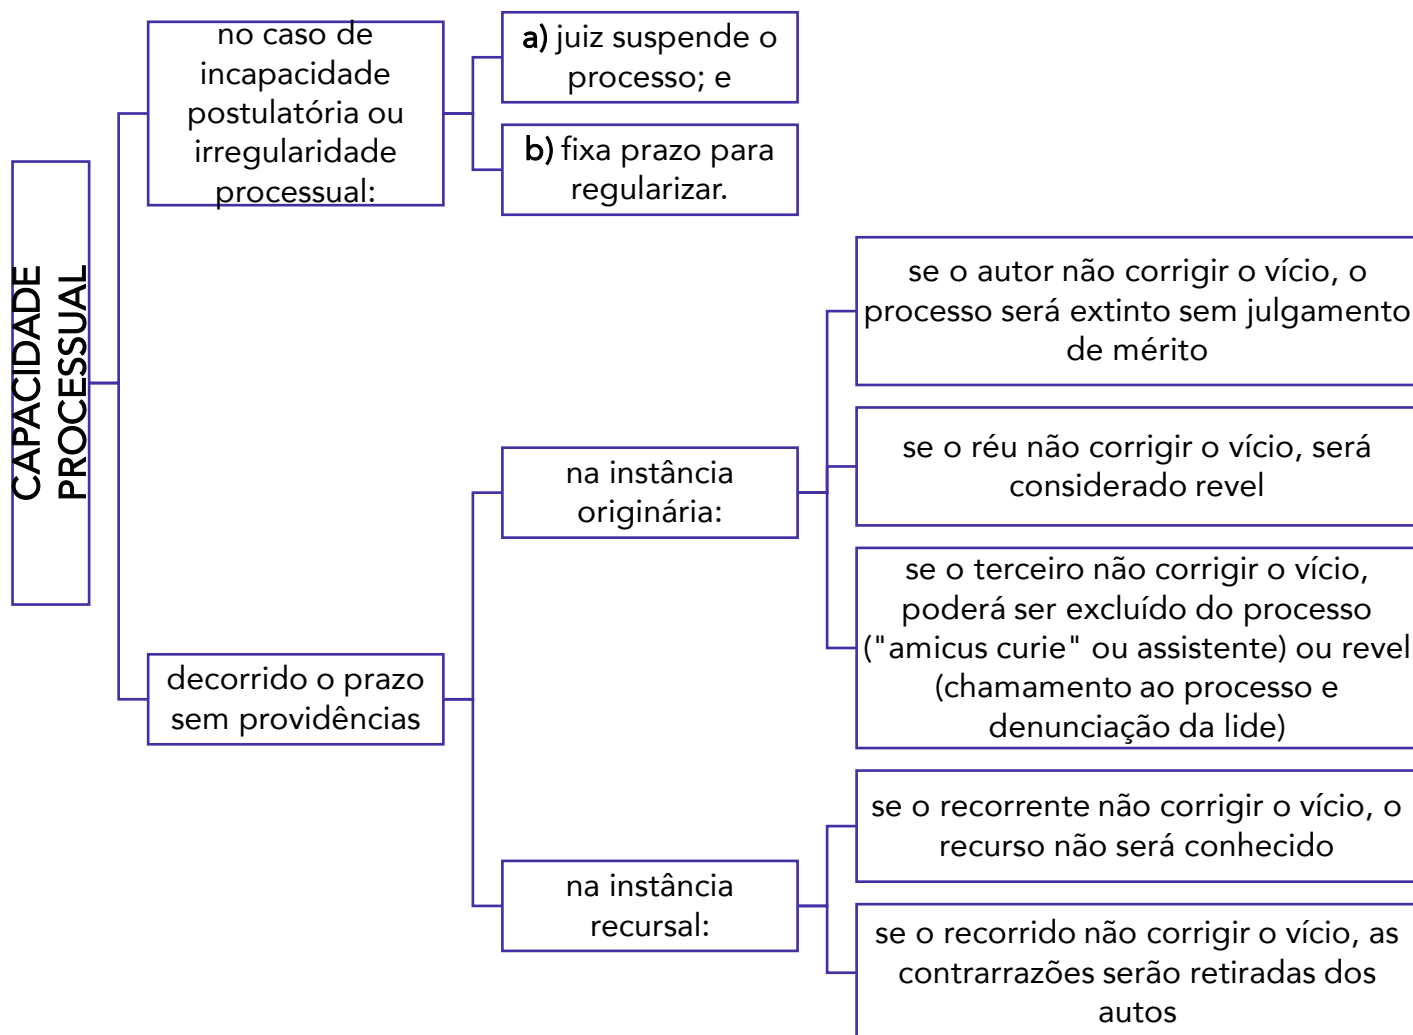 CAPACIDADE
PROCESSUAL
no caso de
incapacidade
postulatória ou
irregularidade
processual:
a) juiz suspende o
processo; e
b) fixa prazo para
regularizar.
decorrido o prazo
sem providências
na instância
originária:
se o autor não corrigir o vício, o
processo será extinto sem julgamento
de mérito
se o réu não corrigir o vício, será
considerado revel
se o terceiro não corrigir o vício,
poderá ser excluído do processo
("amicus curie" ou assistente) ou revel
(chamamento ao processo e
denunciação da lide)
na instância
recursal:
se o recorrente não corrigir o vício, o
recurso não será conhecido
se o recorrido não corrigir o vício, as
contrarrazões serão retiradas dos
autos